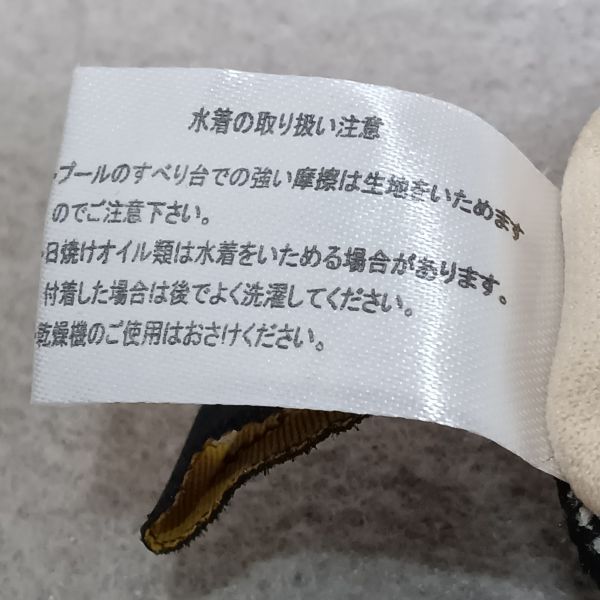 水着の取り扱い注意
・プールのすべり台での強い摩擦は生地をいためます
のでご注意下さい。
・日焼けオイル類は水着をいためる場合があります。
付着した場合は後でよく洗濯してください。
乾燥機のご使用はおさけください。